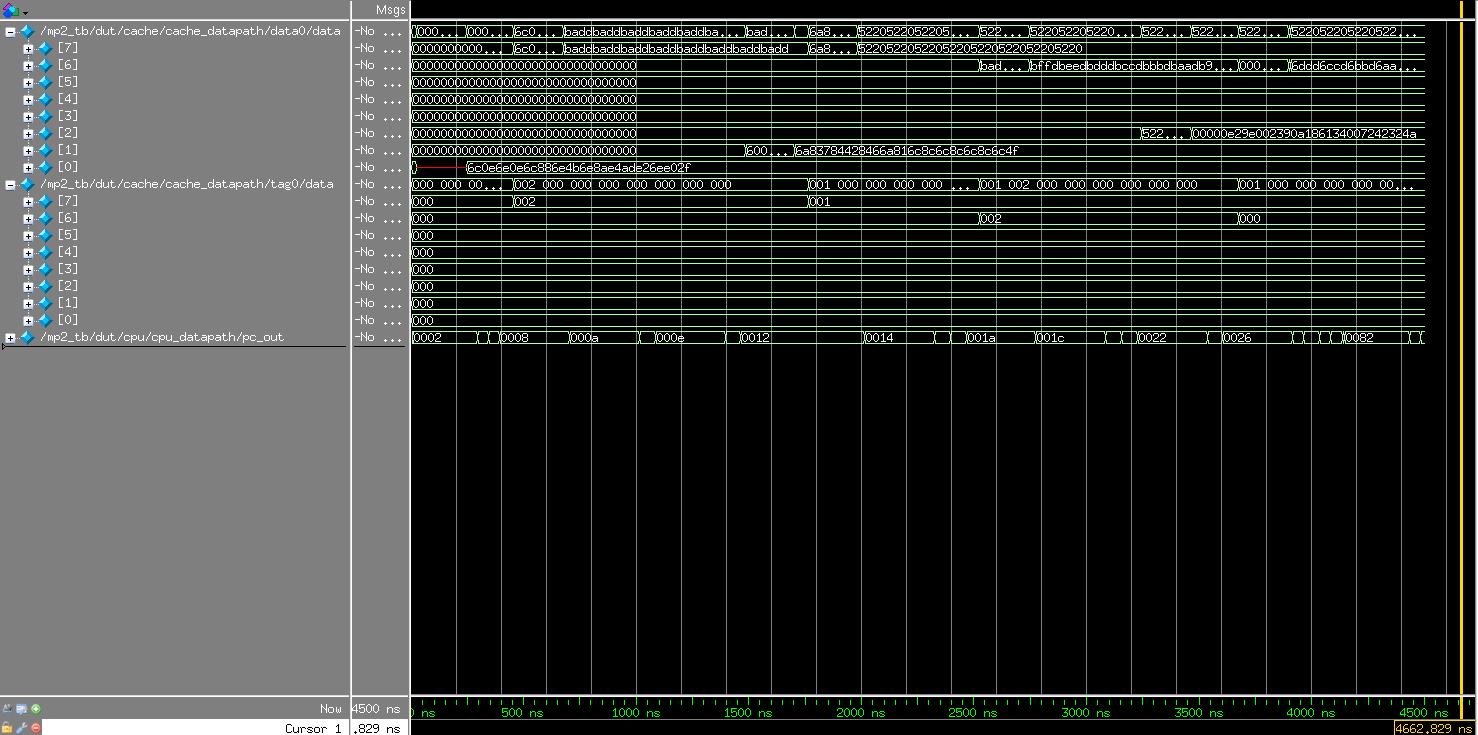 Msgs
/mp2_tb/dut/cache/cache_datapath/data0/data -No ... 000... 000... 6c0... baddbaddbaddbaddbaddba... bad... 6a8... 52205220522052205... 522... 522052205220... 522... 522... 522... 522052205220522...
[7] -No ... 0000000000... 6c0... baddbaddbaddbaddbaddbaddbaddbadd 6a8... 52205220522052205220522052205220
[6] -No ... 00000000000000000000000000000000 bad... bffdbeedbdddbccdbbbdbaadb9... 000... 6ddd6ccd6bbd6aa...
[5] -No ... 00000000000000000000000000000000
[4] -No ... 00000000000000000000000000000000
[3] -No ... 00000000000000000000000000000000
[2] -No ... 00000000000000000000000000000000 522... 00000e29e002390a186134007242324a
[1] -No ... 00000000000000000000000000000000 600... 6a83784428466a816c8c6c8c6c8c6c4f
[0] -No ... 6c0e6e0e6c886e4b6e8ae4ade26ee02f
/mp2_tb/dut/cache/cache_datapath/tag0/data -No ... 000 000 00... 002 000 000 000 000 000 000 000 001 000 000 000 000 ... 001 002 000 000 000 000 000 000 001 000 000 000 000 00...
[7] -No ... 000 002 001
[6] -No ... 000 002 000
[5] -No ... 000
[4] -No ... 000
[3] -No ... 000
[2] -No ... 000
[1] -No ... 000
[0] -No ... 000
/mp2_tb/dut/cpu/cpu_datapath/pc_out -No ... 0002 0008 000a 000e 0012 0014 001a 001c 0022 0026 0082
Now 4500 ns ns 500 ns 1000 ns 1500 ns 2000 ns 2500 ns 3000 ns 3500 ns 4000 ns 4500 ns
Cursor 1 .829 ns 4662.829 ns